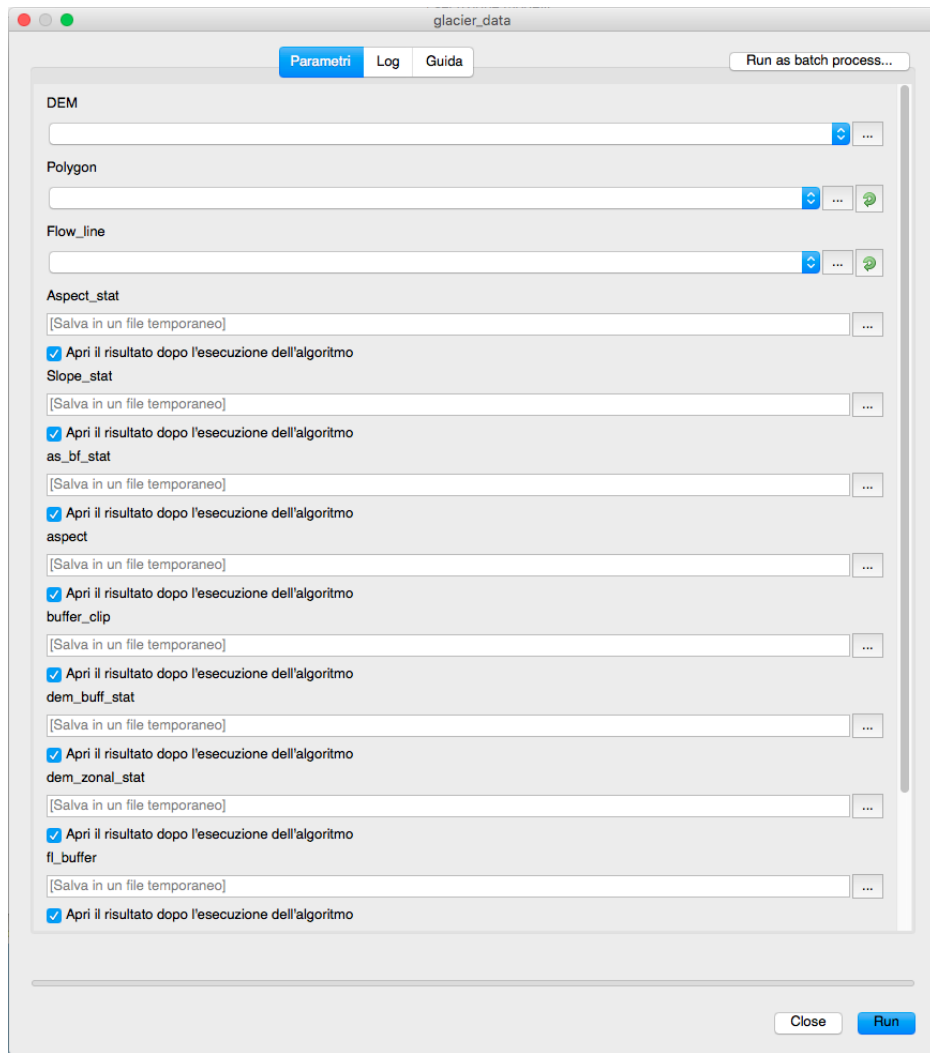 glacier_data
Parametri Log Guida Run as batch process...
DEM
...
Polygon
...
Flow_line
...
Aspect_stat
[Salva in un file temporaneo] ...
Apri il risultato dopo l'esecuzione dell'algoritmo
Slope_stat
[Salva in un file temporaneo] ...
Apri il risultato dopo l'esecuzione dell'algoritmo
as_bf_stat
[Salva in un file temporaneo] ...
Apri il risultato dopo l'esecuzione dell'algoritmo
aspect
[Salva in un file temporaneo] ...
Apri il risultato dopo l'esecuzione dell'algoritmo
buffer_clip
[Salva in un file temporaneo] ...
Apri il risultato dopo l'esecuzione dell'algoritmo
dem_buff_stat
[Salva in un file temporaneo] ...
Apri il risultato dopo l'esecuzione dell'algoritmo
dem_zonal_stat
[Salva in un file temporaneo] ...
Apri il risultato dopo l'esecuzione dell'algoritmo
fl_buffer
[Salva in un file temporaneo] ...
Apri il risultato dopo l'esecuzione dell'algoritmo
Close Run